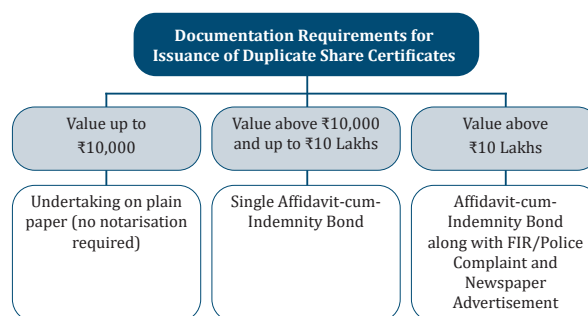 Documentation Requirements for
Issuance of Duplicate Share Certificates
Value up to
₹10,000
Value above ₹10,000
and up to ₹10 Lakhs
Value above
₹10 Lakhs
Undertaking on plain
paper (no notarisation
required)
Single Affidavit-cum-
Indemnity Bond
Affidavit-cum-
Indemnity Bond
along with FIR/Police
Complaint and
Newspaper
Advertisement